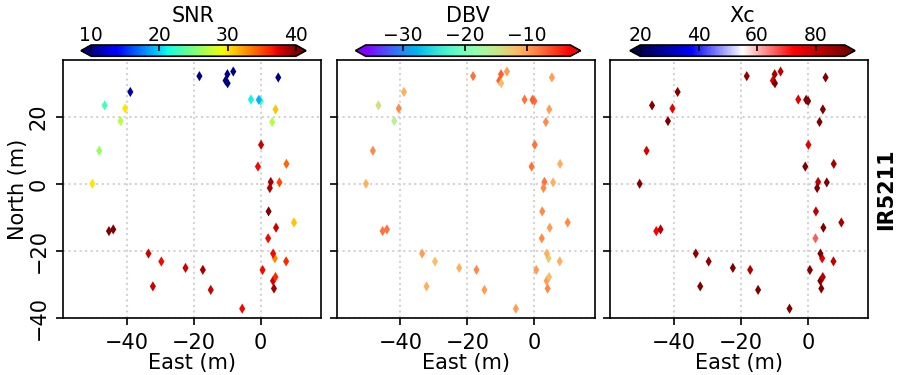 SNR DBV Xc
10 20 30 40 −30 −20 −10 20 40 60 80
North (m)
20
0
−20
−40
IR5211
−40 −20 0 −40 −20 0 −40 −20 0
East (m) East (m) East (m)